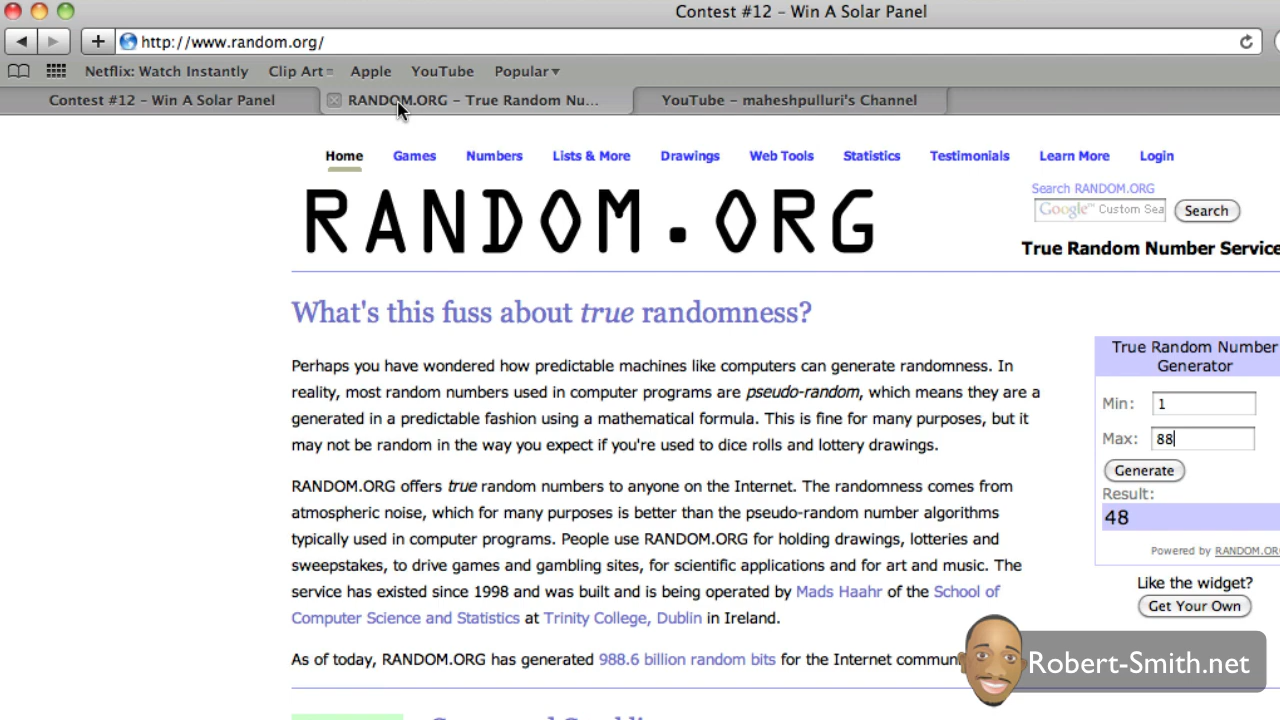 Contest #12 – Win A Solar Panel
http://www.random.org/
Netflix: Watch Instantly Clip Art Apple YouTube Popular▾
Contest #12 – Win A Solar Panel RANDOM.ORG – True Random Nu... YouTube – maheshpulluri's Channel
Home Games Numbers Lists & More Drawings Web Tools Statistics Testimonials Learn More Login
RANDOM.ORG
Search RANDOM.ORG
Google™ Custom Sea Search
True Random Number Service
What's this fuss about true randomness?
Perhaps you have wondered how predictable machines like computers can generate randomness. In
reality, most random numbers used in computer programs are pseudo-random, which means they are a
generated in a predictable fashion using a mathematical formula. This is fine for many purposes, but it
may not be random in the way you expect if you're used to dice rolls and lottery drawings.
RANDOM.ORG offers true random numbers to anyone on the Internet. The randomness comes from
atmospheric noise, which for many purposes is better than the pseudo-random number algorithms
typically used in computer programs. People use RANDOM.ORG for holding drawings, lotteries and
sweepstakes, to drive games and gambling sites, for scientific applications and for art and music. The
service has existed since 1998 and was built and is being operated by Mads Haahr of the School of
Computer Science and Statistics at Trinity College, Dublin in Ireland.
As of today, RANDOM.ORG has generated 988.6 billion random bits for the Internet commun
True Random Number
Generator
Min: 1
Max: 88
Generate
Result:
48
Powered by RANDOM.OR
Like the widget?
Get Your Own
Robert-Smith.net